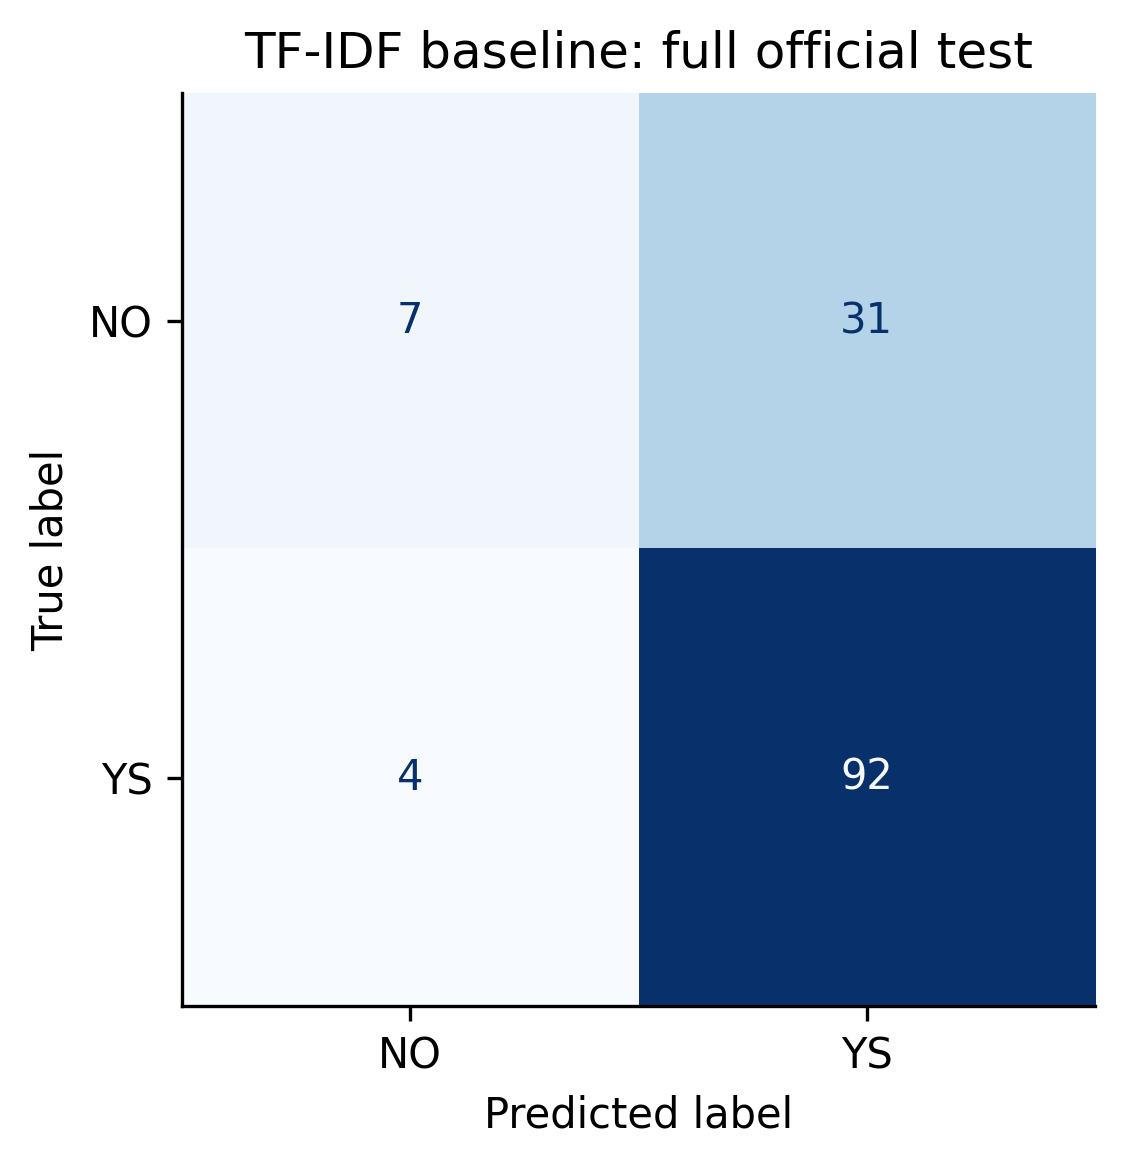 TF-IDF baseline: full official test
NO
7
31
True label
YS
4
92
NO
YS
Predicted label